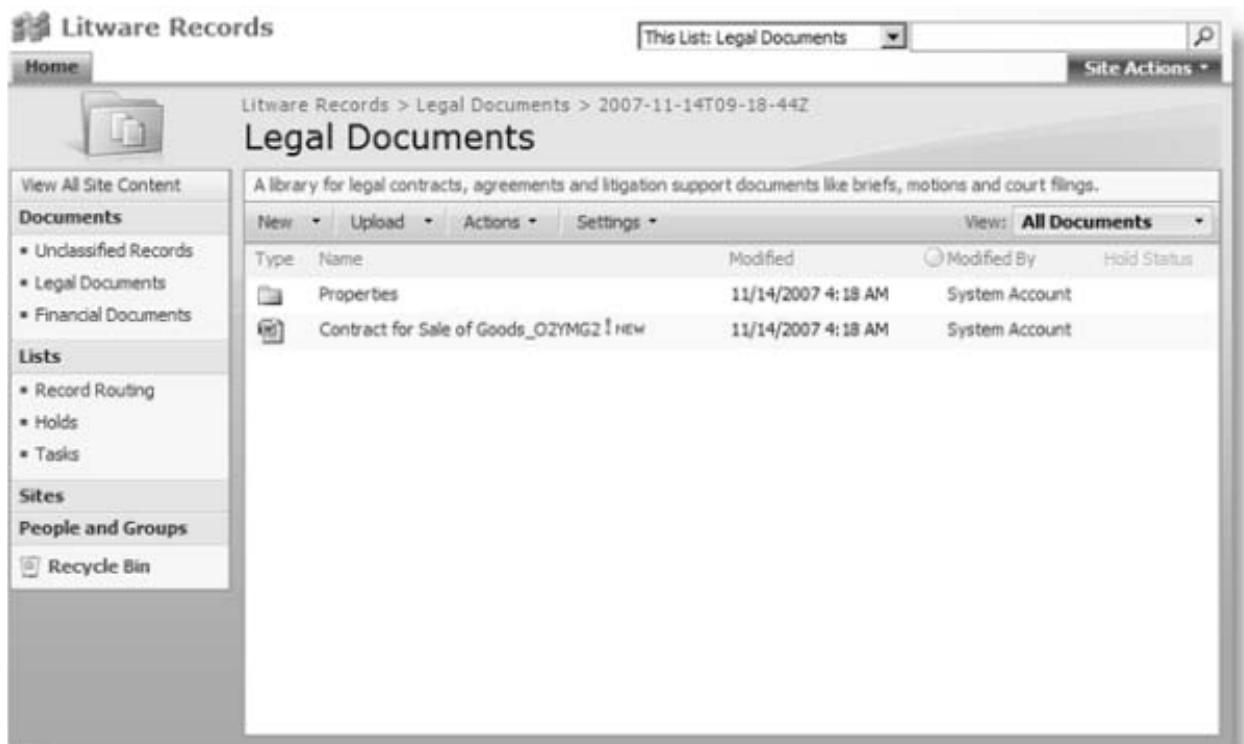 Litware Records
This List: Legal Documents
Home
Site Actions
Litware Records > Legal Documents > 2007-11-14T09-18-44Z
Legal Documents
View All Site Content
Documents
Unclassified Records
Legal Documents
Financial Documents
Lists
Record Routing
Holds
Tasks
Sites
People and Groups
Recycle Bin
A library for legal contracts, agreements and litigation support documents like briefs, motions and court filings.
New Upload Actions Settings View: All Documents
Type Name Modified Modified By Hold Status
Properties 11/14/2007 4:18 AM System Account
Contract for Sale of Goods_O2YMG2 ! NEW 11/14/2007 4:18 AM System Account